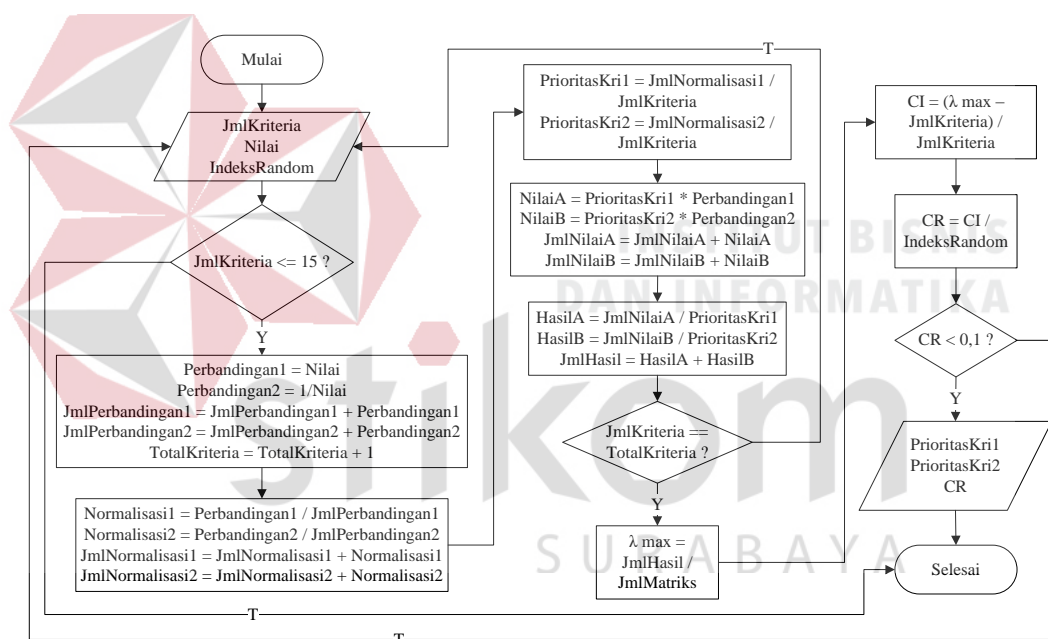 Mulai
JmlKriteria
Nilai
IndeksRandom
JmlKriteria <= 15 ?
Y
Perbandingan1 = Nilai
Perbandingan2 = 1/Nilai
JmlPerbandingan1 = JmlPerbandingan1 + Perbandingan1
JmlPerbandingan2 = JmlPerbandingan2 + Perbandingan2
TotalKriteria = TotalKriteria + 1
Normalisasi1 = Perbandingan1 / JmlPerbandingan1
Normalisasi2 = Perbandingan2 / JmlPerbandingan2
JmlNormalisasi1 = JmlNormalisasi1 + Normalisasi1
JmlNormalisasi2 = JmlNormalisasi2 + Normalisasi2
T
PrioritasKri1 = JmlNormalisasi1 /
JmlKriteria
PrioritasKri2 = JmlNormalisasi2 /
JmlKriteria
NilaiA = PrioritasKri1 * Perbandingan1
NilaiB = PrioritasKri2 * Perbandingan2
JmlNilaiA = JmlNilaiA + NilaiA
JmlNilaiB = JmlNilaiB + NilaiB
HasilA = JmlNilaiA / PrioritasKri1
HasilB = JmlNilaiB / PrioritasKri2
JmlHasil = HasilA + HasilB
JmlKriteria ==
TotalKriteria ?
Y
λ max =
JmlHasil /
JmlMatriks
CI = (λ max –
JmlKriteria) /
JmlKriteria
CR = CI /
IndeksRandom
CR < 0,1 ?
Y
PrioritasKri1
PrioritasKri2
CR
Selesai
T
T
INSTITUT BISNIS
DAN INFORMATIKA
stikom
SURABAYA